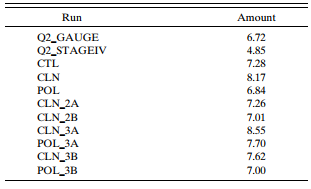 Run Amount
Q2_GAUGE 6.72
Q2_STAGEIV 4.85
CTL 7.28
CLN 8.17
POL 6.84
CLN_2A 7.26
CLN_2B 7.01
CLN_3A 8.55
POL_3A 7.70
CLN_3B 7.62
POL_3B 7.00